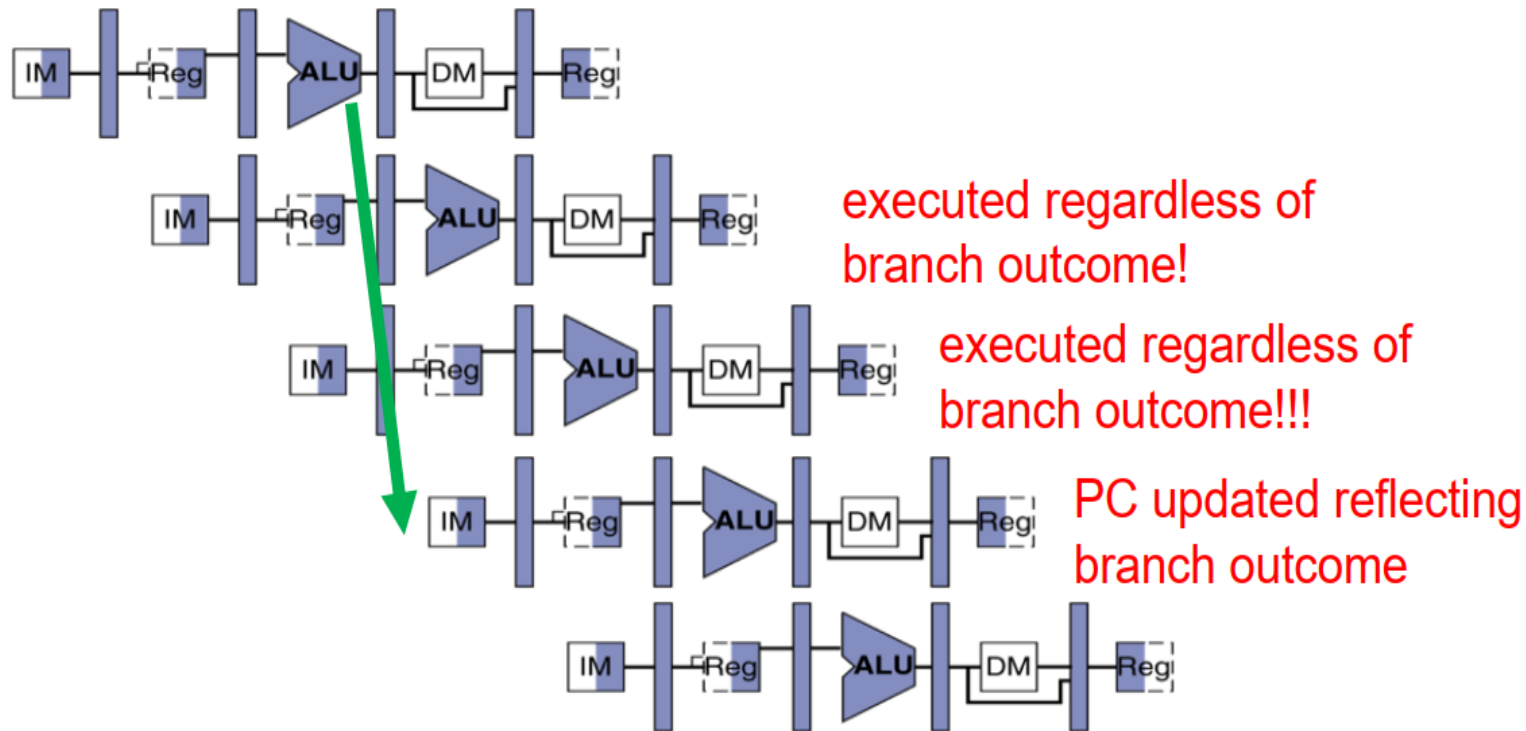 IM Reg ALU DM Reg
IM Reg ALU DM Reg
executed regardless of
branch outcome!
IM Reg ALU DM Reg
executed regardless of
branch outcome!!!
IM Reg ALU DM Reg
PC updated reflecting
branch outcome
IM Reg ALU DM Reg